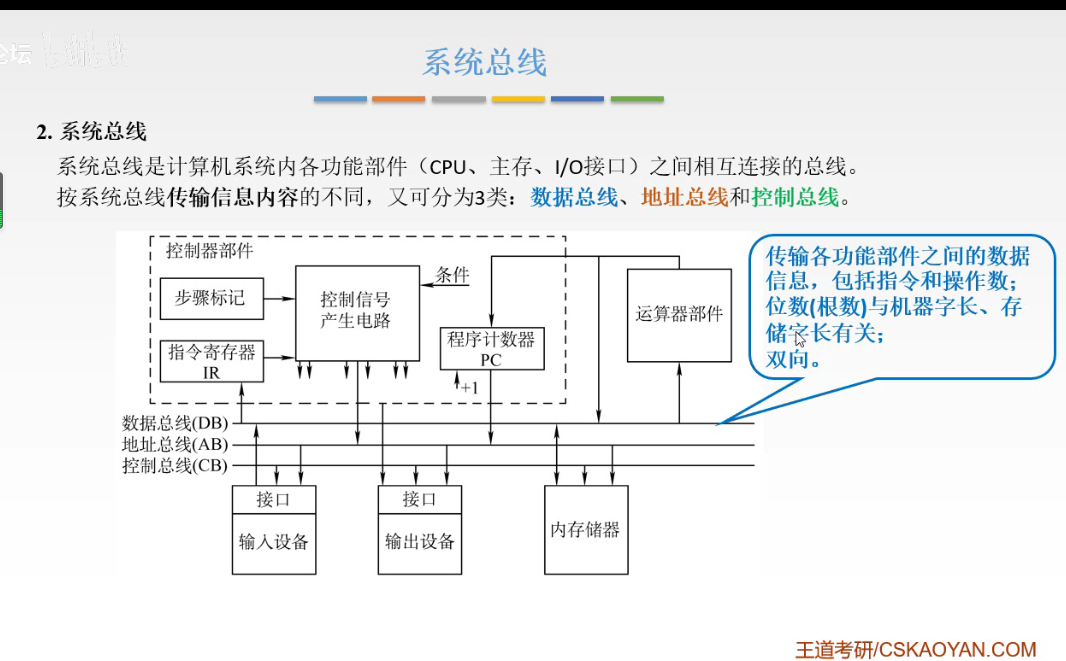 论坛
系统总线
2. 系统总线
系统总线是计算机系统内各功能部件（CPU、主存、I/O接口）之间相互连接的总线。
按系统总线传输信息内容的不同，又可分为3类：数据总线、地址总线和控制总线。
控制器部件
步骤标记
控制信号
产生电路
条件
指令寄存器
IR
程序计数器
PC
+1
运算器部件
传输各功能部件之间的数据
信息，包括指令和操作数；
位数(根数)与机器字长、存
储字长有关；
双向。
数据总线(DB)
地址总线(AB)
控制总线(CB)
接口
输入设备
接口
输出设备
内存储器
王道考研/CSKAOYAN.COM